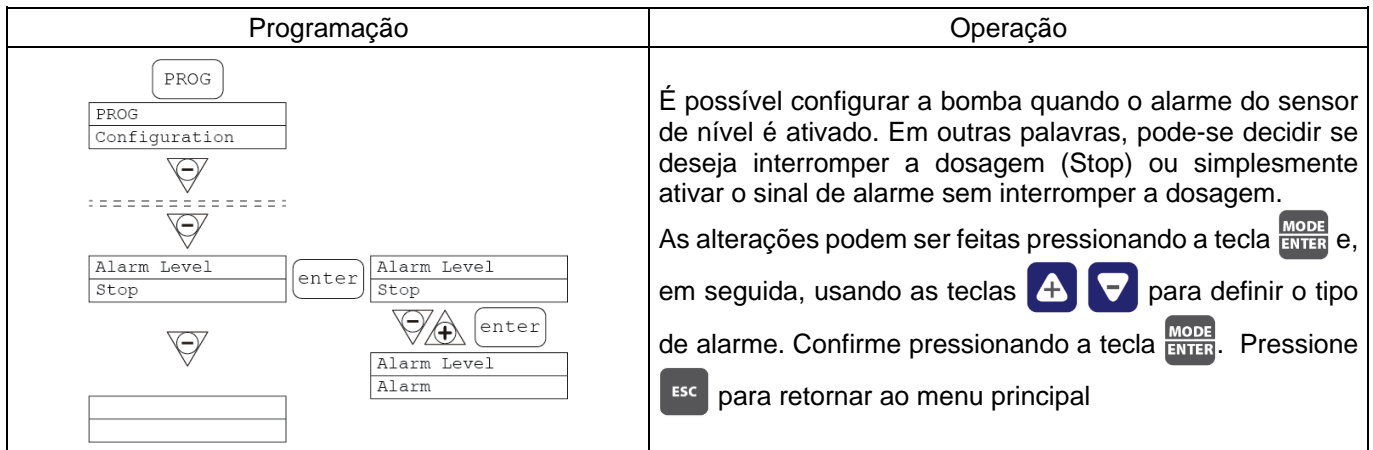 Programação
Operação
PROG
PROG
Configuration
Alarm Level
Stop
enter
Alarm Level
Stop
enter
Alarm Level
Alarm
É possível configurar a bomba quando o alarme do sensor
de nível é ativado. Em outras palavras, pode-se decidir se
deseja interromper a dosagem (Stop) ou simplesmente
ativar o sinal de alarme sem interromper a dosagem.
As alterações podem ser feitas pressionando a tecla MODE ENTER e,
em seguida, usando as teclas + - para definir o tipo
de alarme. Confirme pressionando a tecla MODE ENTER. Pressione
ESC para retornar ao menu principal